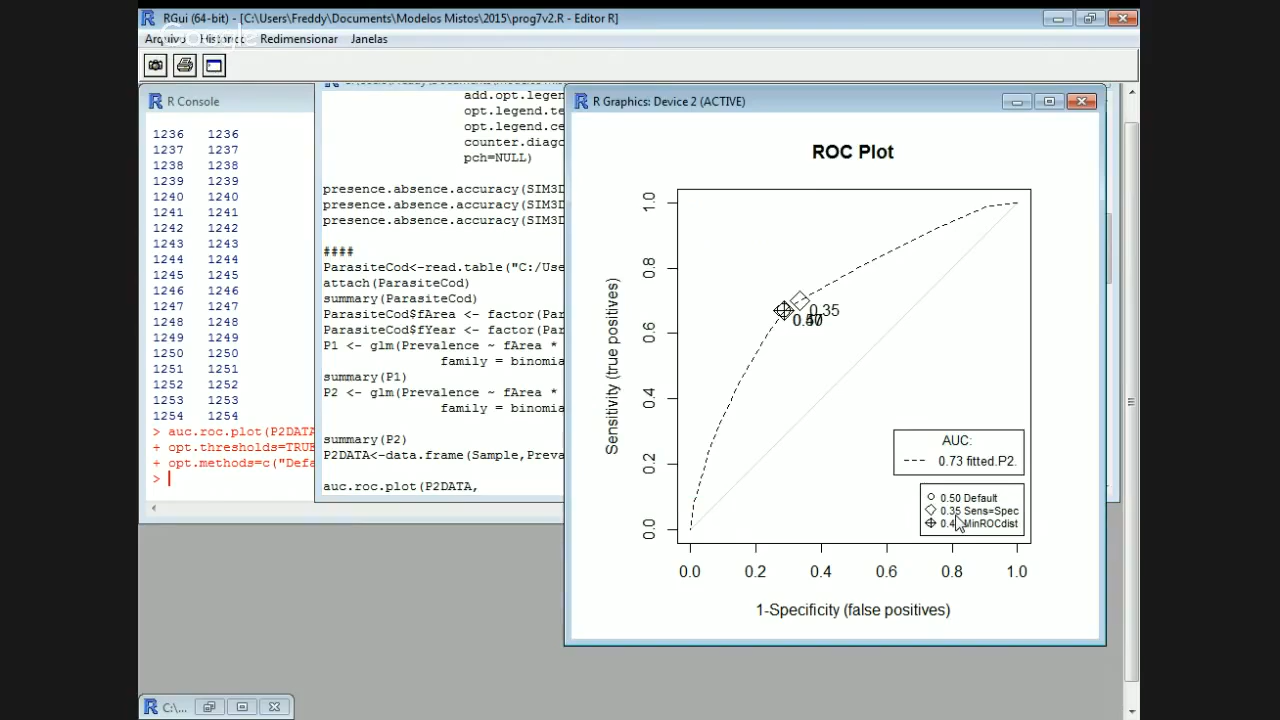 RGui (64-bit) - [C:\Users\Freddy\Documents\Modelos Mistos\2015\prog7v2.R - Editor R]
Arquivo Historico Redimensionar Janelas
Google
R Console
1236 1236
1237 1237
1238 1238
1239 1239
1240 1240
1241 1241
1242 1242
1243 1243
1244 1244
1245 1245
1246 1246
1247 1247
1248 1248
1249 1249
1250 1250
1251 1251
1252 1252
1253 1253
1254 1254
> auc.roc.plot(P2DATA
+ opt.thresholds=TRUE
+ opt.methods=c("Defa
>
add.opt.legen
opt.legend.te
opt.legend.ce
counter.diago
pch=NULL)
presence.absence.accuracy(SIM3D
presence.absence.accuracy(SIM3D
presence.absence.accuracy(SIM3D
####
ParasiteCod<-read.table("C:/Use
attach(ParasiteCod)
summary(ParasiteCod)
ParasiteCod$fArea <- factor(Par
ParasiteCod$fYear <- factor(Par
P1 <- glm(Prevalence ~ fArea *
family = binomia
summary(P1)
P2 <- glm(Prevalence ~ fArea *
family = binomia
summary(P2)
P2DATA<-data.frame(Sample,Preva
auc.roc.plot(P2DATA,
R Graphics: Device 2 (ACTIVE)
ROC Plot
Sensitivity (true positives)
1.0
0.8
0.6
0.4
0.2
0.0
0.35
AUC:
0.73 fitted.P2.
0.50 Default
0.35 Sens=Spec
MinROCdist
0.0 0.2 0.4 0.6 0.8 1.0
1-Specificity (false positives)
C:\...